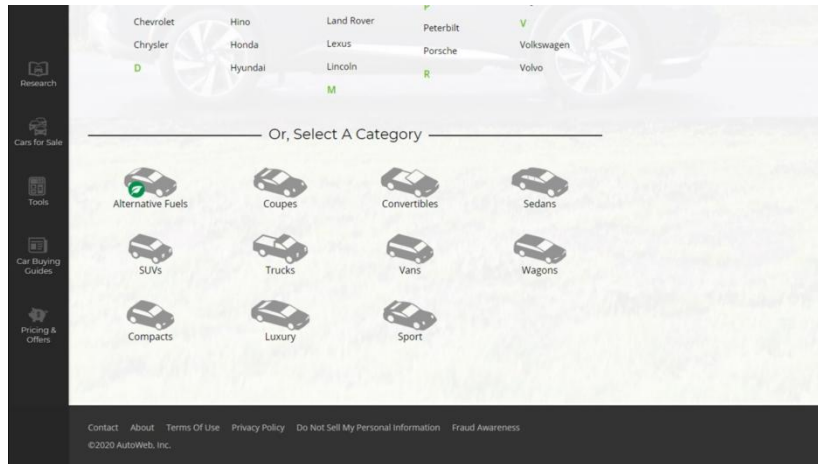 Chevrolet Hino Land Rover P
Peterbilt V
Chrysler Honda Lexus Porsche Volkswagen
D Hyundai Lincoln R Volvo
M
Research
Cars for Sale
Tools
Car Buying
Guides
Pricing &
Offers
Or, Select A Category
Alternative Fuels Coupes Convertibles Sedans
SUVs Trucks Vans Wagons
Compacts Luxury Sport
Contact About Terms Of Use Privacy Policy Do Not Sell My Personal Information Fraud Awareness
©2020 AutoWeb, Inc.